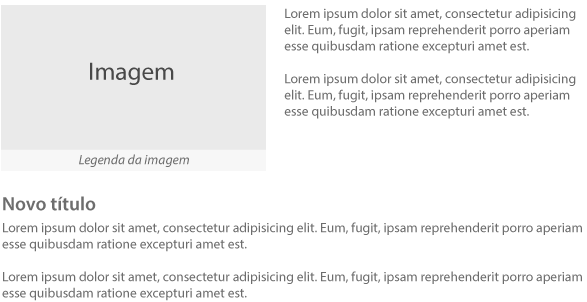 Imagem
Legenda da imagem
Lorem ipsum dolor sit amet, consectetur adipisicing
elit. Eum, fugit, ipsam reprehenderit porro aperiam
esse quibusdam ratione excepturi amet est.
Lorem ipsum dolor sit amet, consectetur adipisicing
elit. Eum, fugit, ipsam reprehenderit porro aperiam
esse quibusdam ratione excepturi amet est.
Novo título
Lorem ipsum dolor sit amet, consectetur adipisicing elit. Eum, fugit, ipsam reprehenderit porro aperiam
esse quibusdam ratione excepturi amet est.
Lorem ipsum dolor sit amet, consectetur adipisicing elit. Eum, fugit, ipsam reprehenderit porro aperiam
esse quibusdam ratione excepturi amet est.